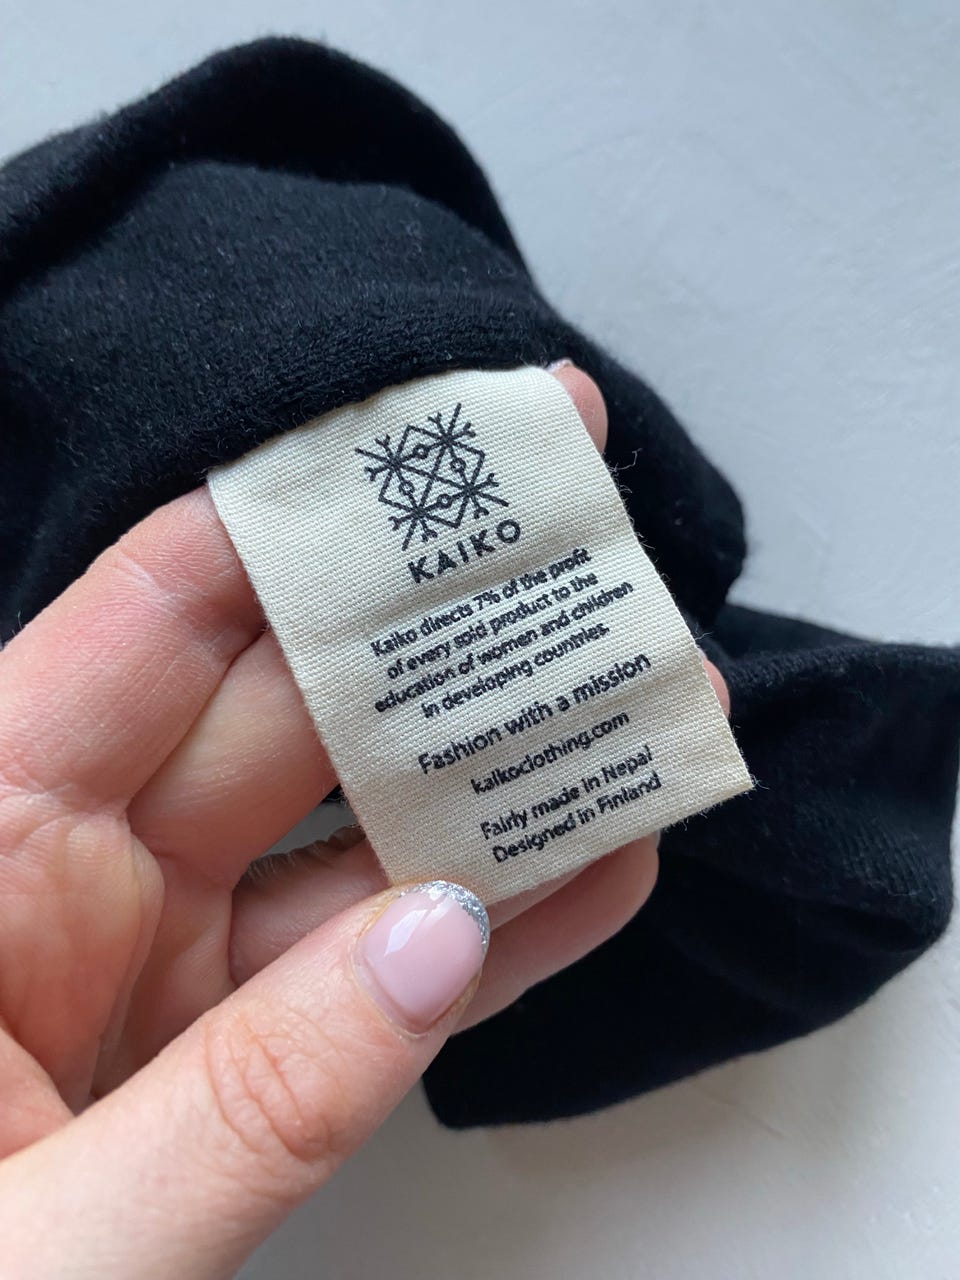 KAIKO
Kaiko directs 7% of the profit
of every sold product to the
education of women and children
in developing countries
Fashion with a mission
kaikoclothing.com
Fairly made in Nepal
Designed in Finland